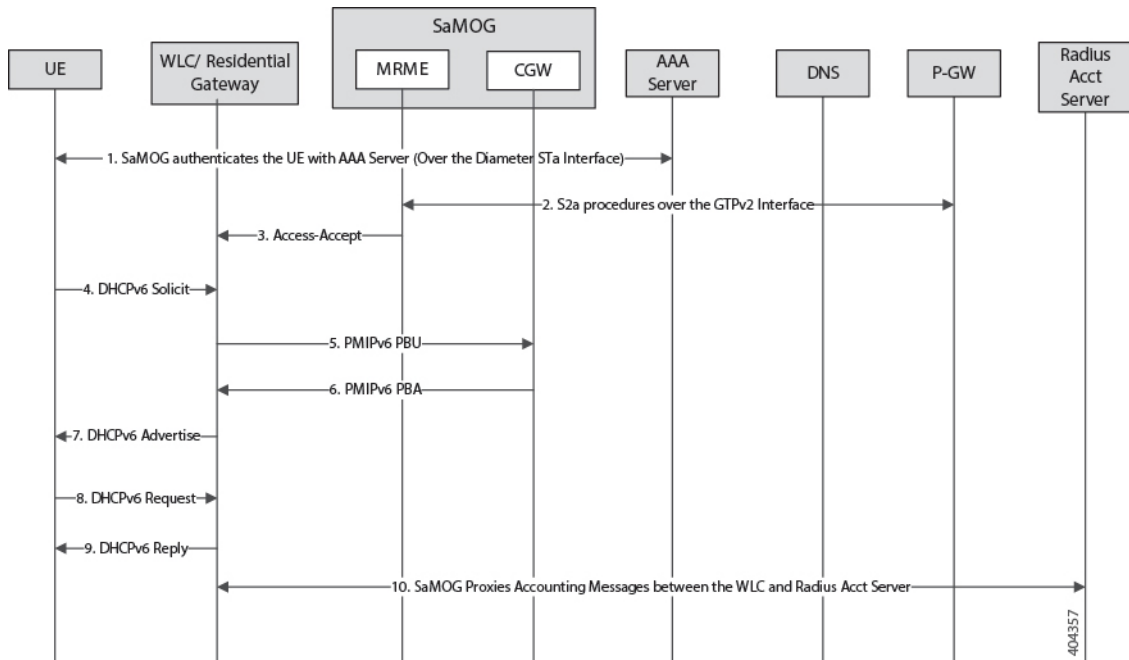 SaMOG
UE
WLC/ Residential
Gateway
MRME
CGW
AAA
Server
DNS
P-GW
Radius
Acct
Server
1. SaMOG authenticates the UE with AAA Server (Over the Diameter STa Interface)
2. S2a procedures over the GTPv2 Interface
3. Access-Accept
4. DHCPv6 Solicit
5. PMIPv6 PBU
6. PMIPv6 PBA
7. DHCPv6 Advertise
8. DHCPv6 Request
9. DHCPv6 Reply
10. SaMOG Proxies Accounting Messages between the WLC and Radius Acct Server
404357